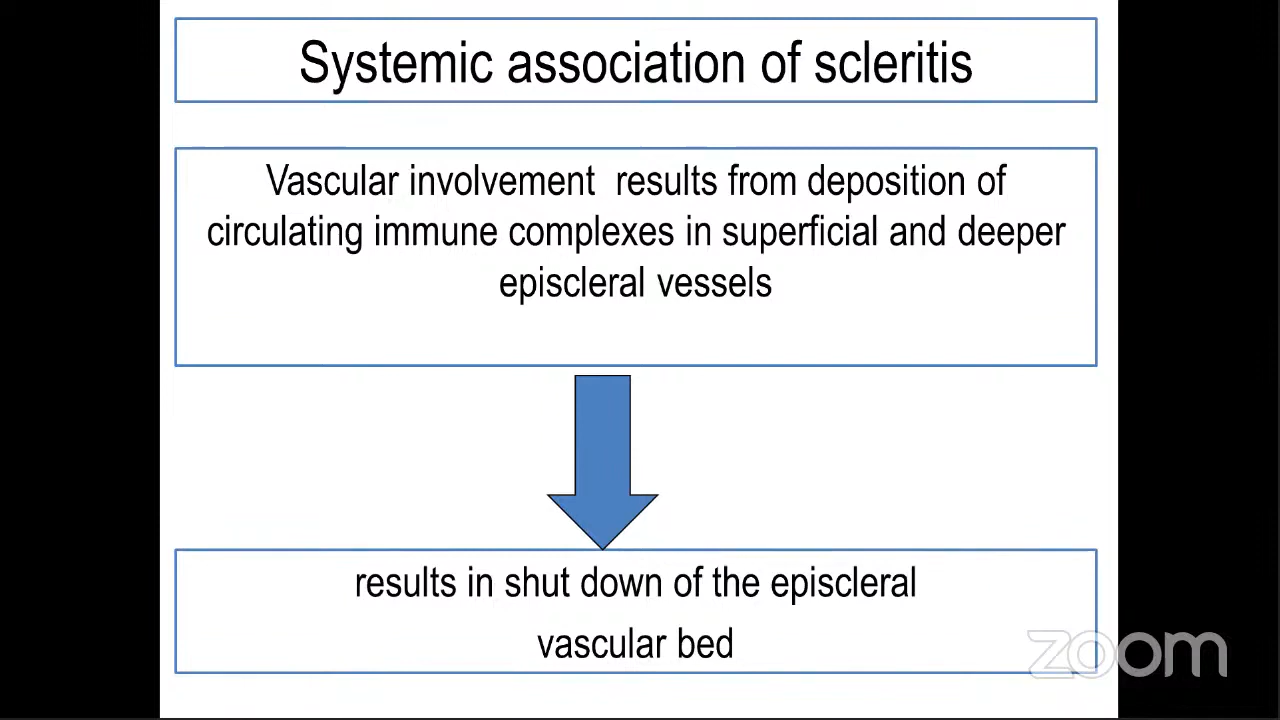 Systemic association of scleritis
Vascular involvement  results from deposition of
circulating immune complexes in superficial and deeper
episcleral vessels
results in shut down of the episcleral
vascular bed
zoom